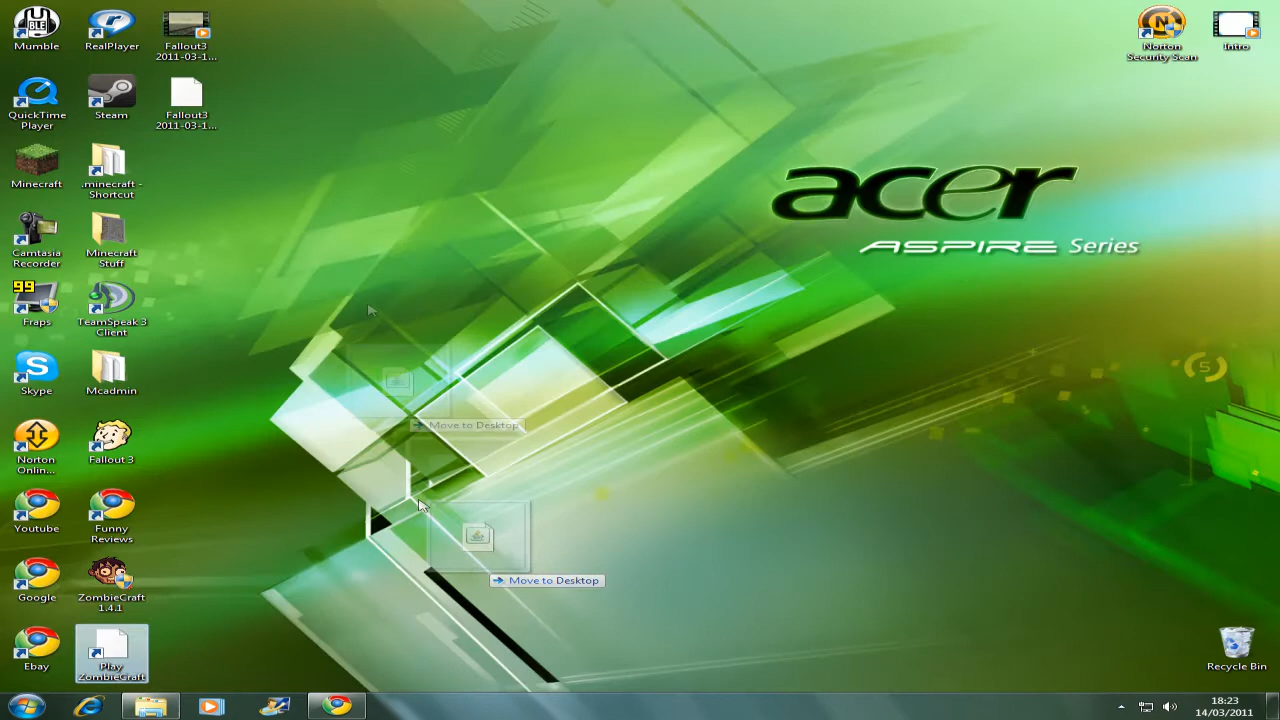 Mumble
RealPlayer
Fallout3
2011-03-1...
QuickTime
Player
Steam
Fallout3
2011-03-1...
Minecraft
.minecraft -
Shortcut
Camtasia
Recorder
Minecraft
Stuff
99
Fraps
TeamSpeak 3
Client
Skype
Mcadmin
Norton
Onlin...
Fallout 3
Youtube
Funny
Reviews
Google
ZombieCraft
1.4.1
Ebay
Play
ZombieCraft
Norton
Security Scan
Intro
acer
ASPIRE Series
5
Move to Desktop
Move to Desktop
Recycle Bin
18:23
14/03/2011